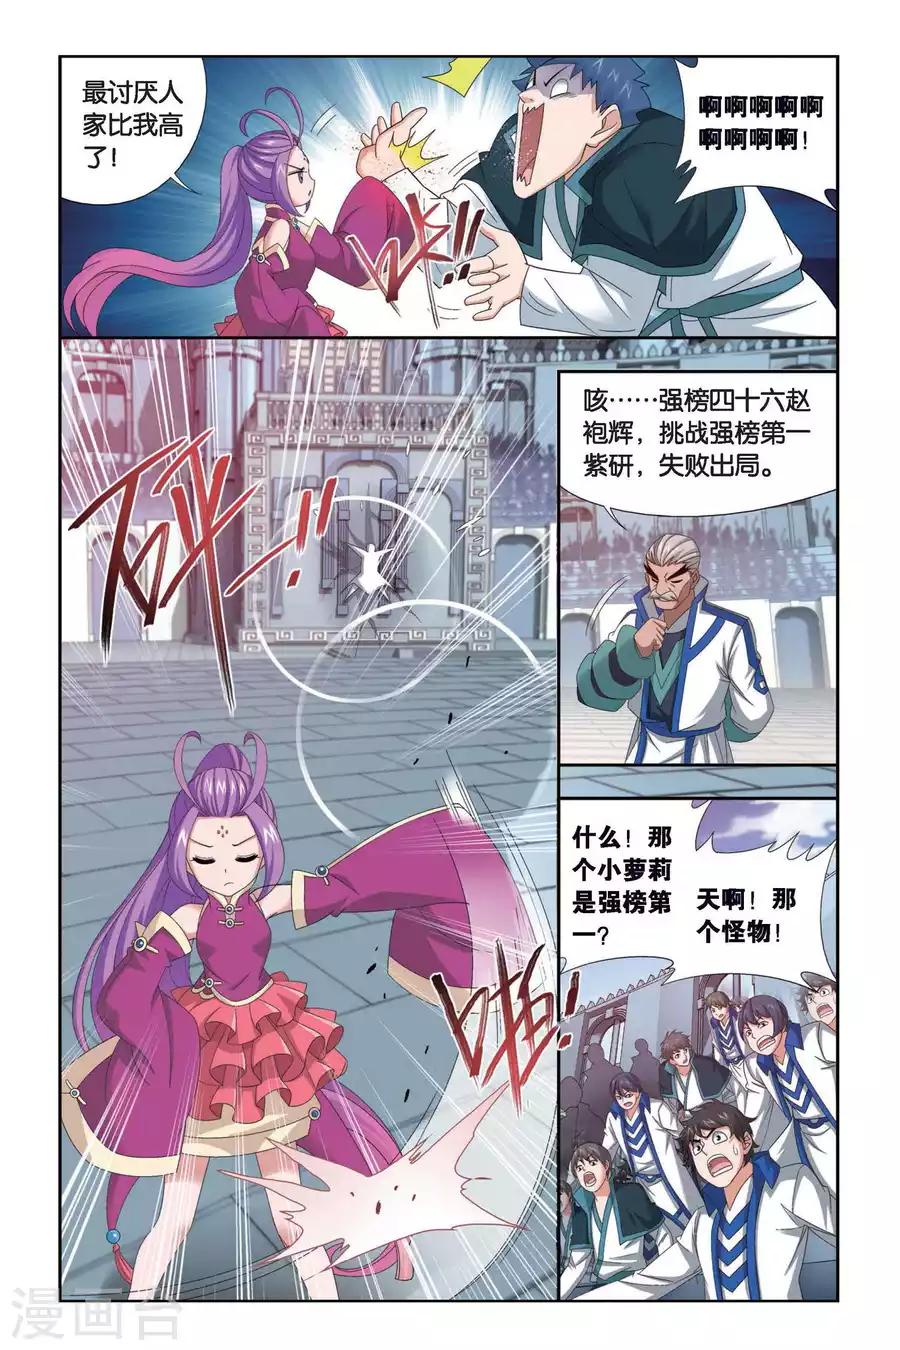 最讨厌人
家比我高
了！
啊啊啊啊啊
啊啊啊啊！
砰！！
咳……强榜四十六赵
袍辉，挑战强榜第一
紫研，失败出局。
什么！那
个小萝莉
是强榜第
一？
天啊！那
个怪物！
漫画台